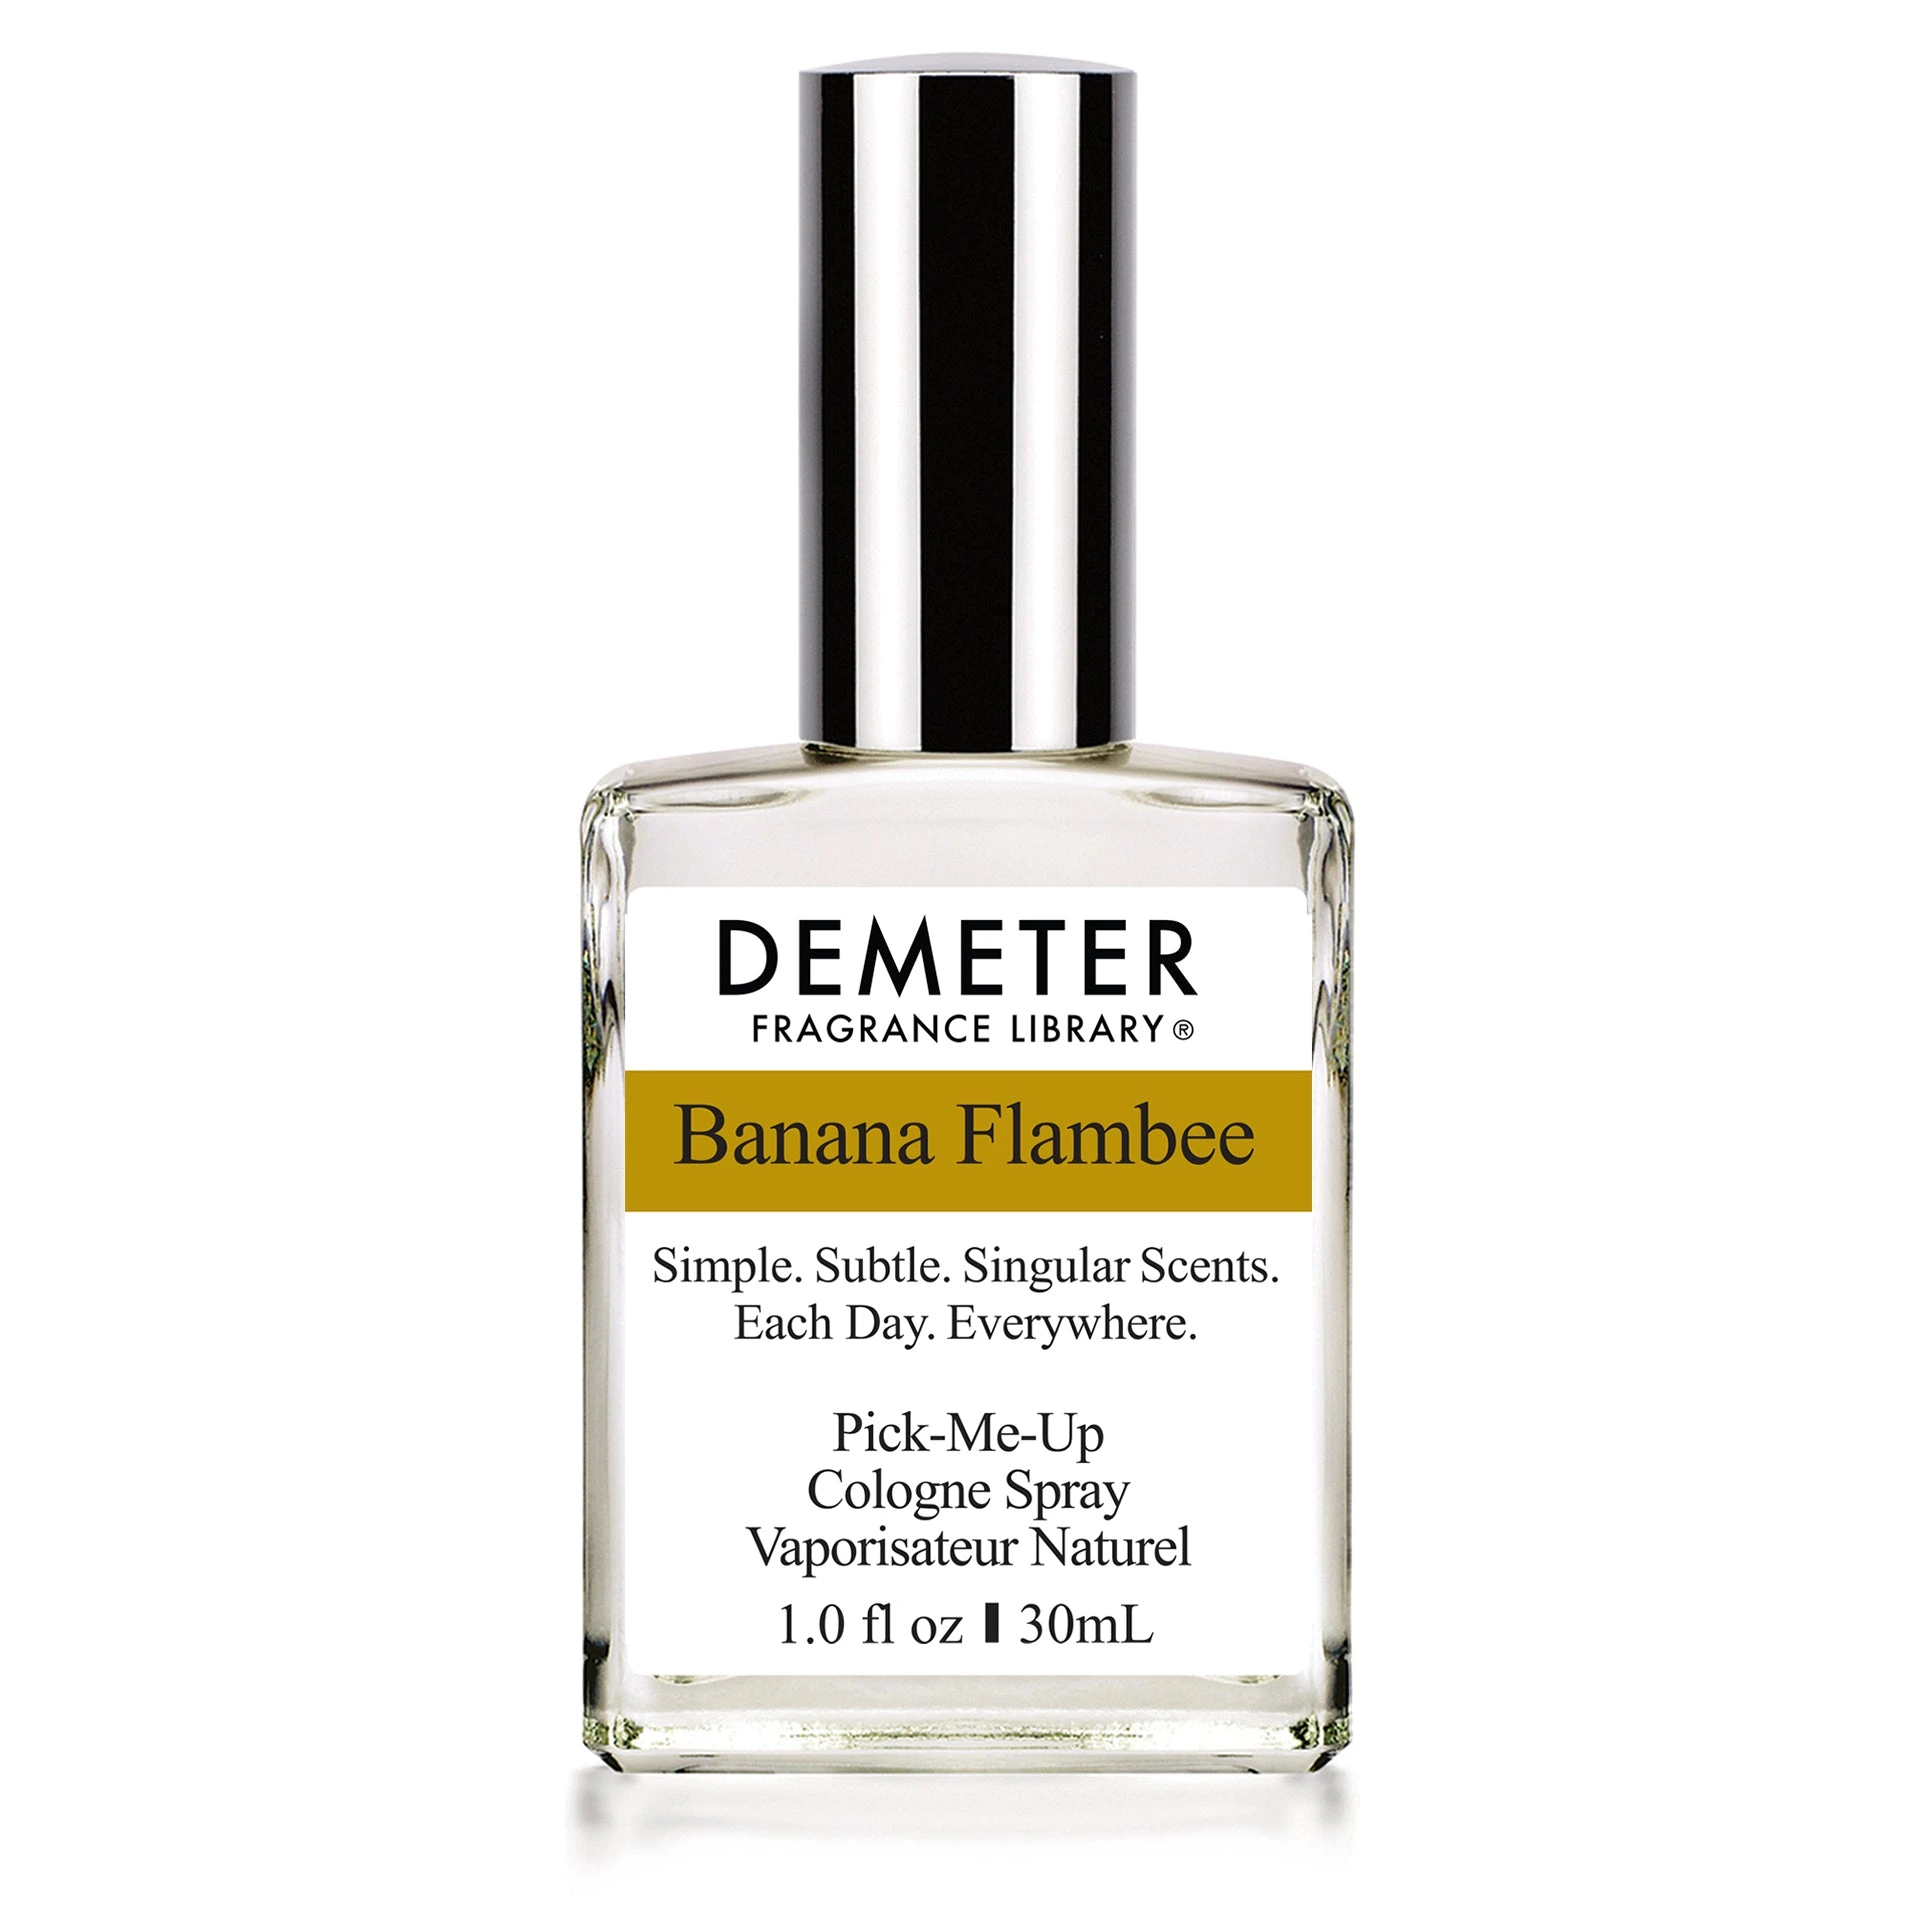 DEMETER
FRAGRANCE LIBRARY®
Banana Flambee
Simple. Subtle. Singular Scents.
Each Day. Everywhere.
Pick-Me-Up
Cologne Spray
Vaporisateur Naturel
1.0 fl oz ▮ 30mL